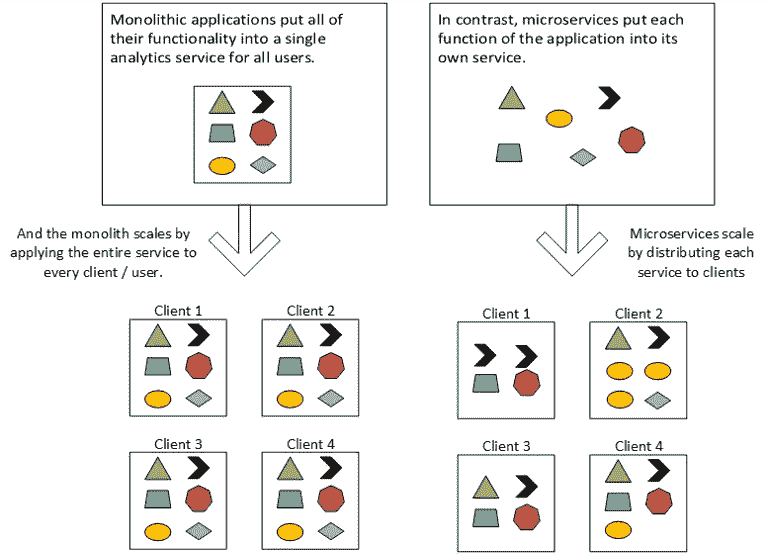 Monolithic applications put all of
their functionality into a single
analytics service for all users.
In contrast, microservices put each
function of the application into its
own service.
And the monolith scales by
applying the entire service to
every client / user.
Microservices scale
by distributing each
service to clients
Client 1
Client 2
Client 3
Client 4
Client 1
Client 2
Client 3
Client 4